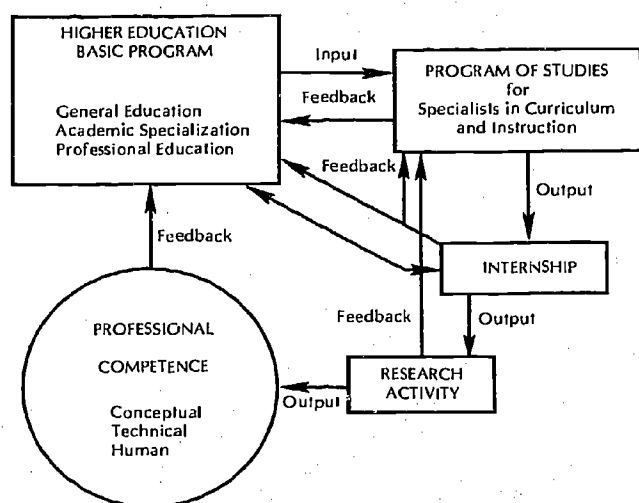 HIGHER EDUCATION
BASIC PROGRAM
General Education
Academic Specialization
Professional Education
Input
Feedback
PROGRAM OF STUDIES
for
Specialists in Curriculum
and Instruction
Feedback
Output
Feedback
INTERNSHIP
PROFESSIONAL
COMPETENCE
Conceptual
Technical
Human
Feedback
Output
RESEARCH
ACTIVITY
Output